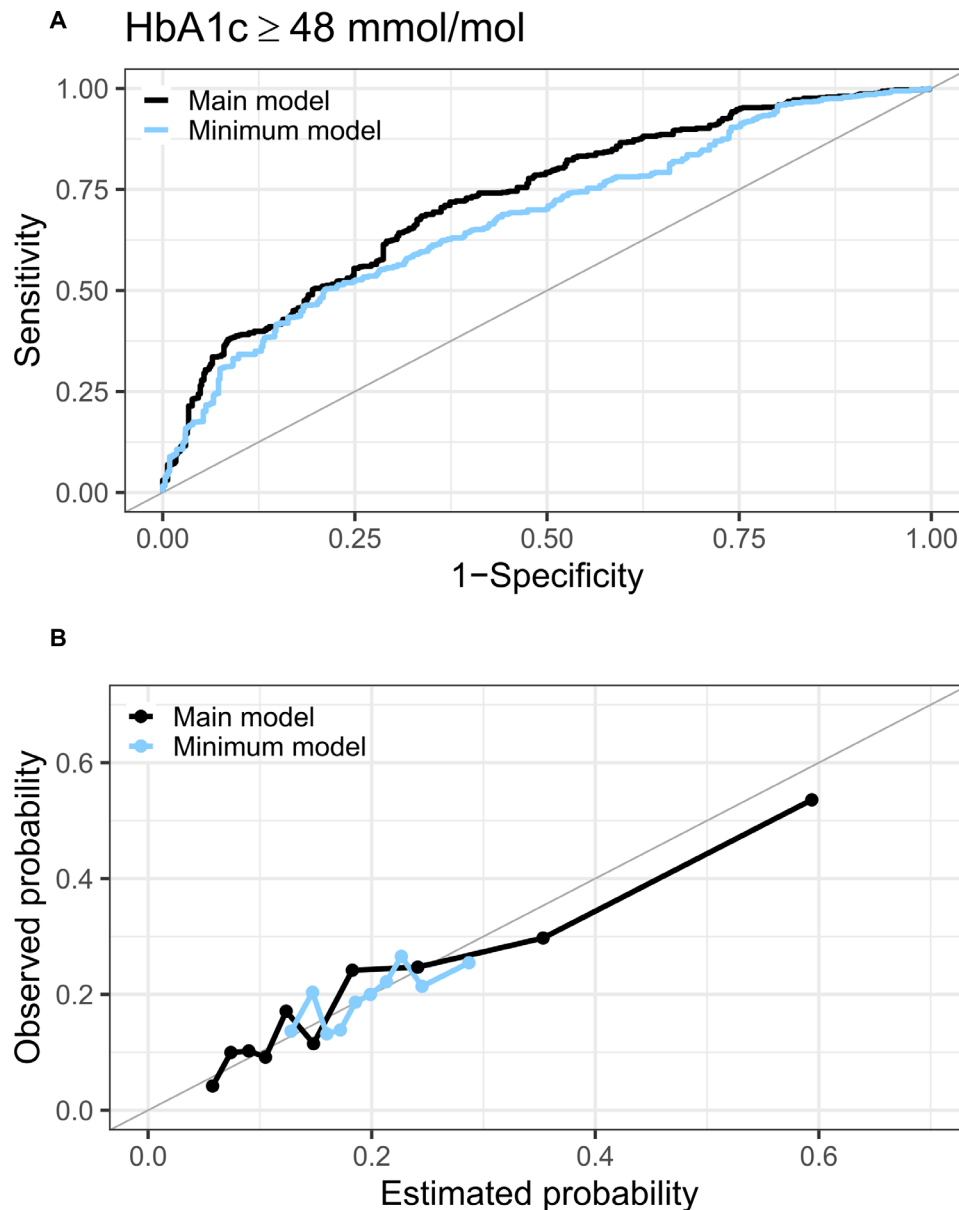 A
HbA1c ≥ 48 mmol/mol
Main model
Minimum model
1.00
0.75
0.50
0.25
0.00
Sensitivity
0.00 0.25 0.50 0.75 1.00
1−Specificity
B
Main model
Minimum model
0.6
0.4
0.2
0.0
Observed probability
0.0 0.2 0.4 0.6
Estimated probability